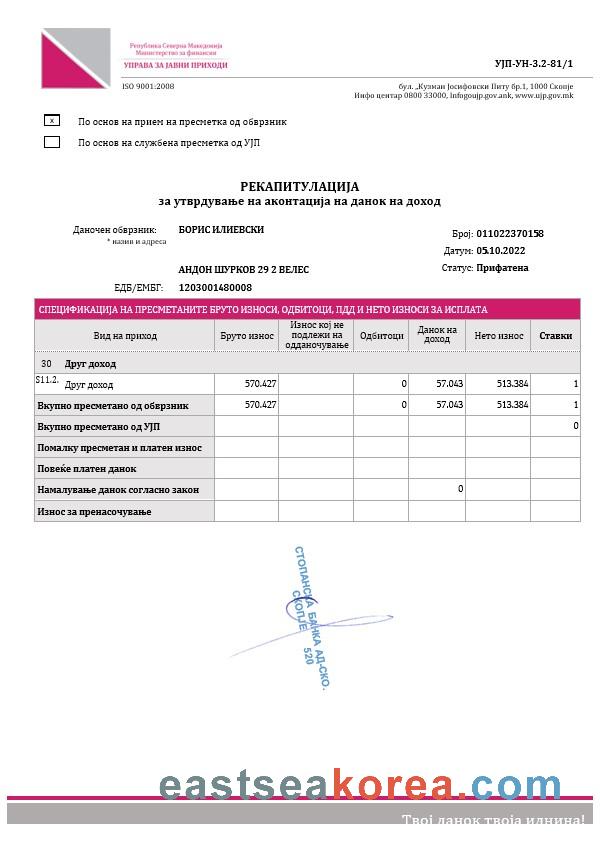 Република Северна Македонија
Министерство за финансии
УПРАВА ЗА ЈАВНИ ПРИХОДИ
УЈП-УН-3.2-81/1
ISO 9001:2008
бул. „Кузман Јосифовски Питу бр.1, 1000 Скопје
Инфо центар 0800 33000, Infogoujp.gov.ank, www.ujp.gov.mk
x По основ на прием на пресметка од обврзник
По основ на службена пресметка од УЈП
РЕКАПИТУЛАЦИЈА
за утврдување на аконтација на данок на доход
Даночен обврзник: БОРИС ИЛИЕВСКИ
* назив и адреса
Број: 011022370158
Датум: 05.10.2022
АНДОН ШУРКОВ 29 2 ВЕЛЕС
Статус: Прифатена
ЕДБ/ЕМБГ: 1203001480008
СПЕЦИФИКАЦИЈА НА ПРЕСМЕТАНИТЕ БРУТО ИЗНОСИ, ОДБИТОЦИ, ПДД И НЕТО ИЗНОСИ ЗА ИСПЛАТА
Вид на приход Бруто износ Износ кој не подлежи на одданочување Одбитоци Данок на доход Нето износ Ставки
30 Друг доход
S11.2. Друг доход 570.427 0 57.043 513.384 1
Вкупно пресметано од обврзник 570.427 0 57.043 513.384 1
Вкупно пресметано од УЈП 0
Помалку пресметан и платен износ
Повеќе платен данок
Намалување данок согласно закон 0
Износ за пренасочување
СТОПАНСКА БАНКА АД-СКО.
СКОПЈЕ 520
eastseakorea.com
Твој данок твоја иднина!